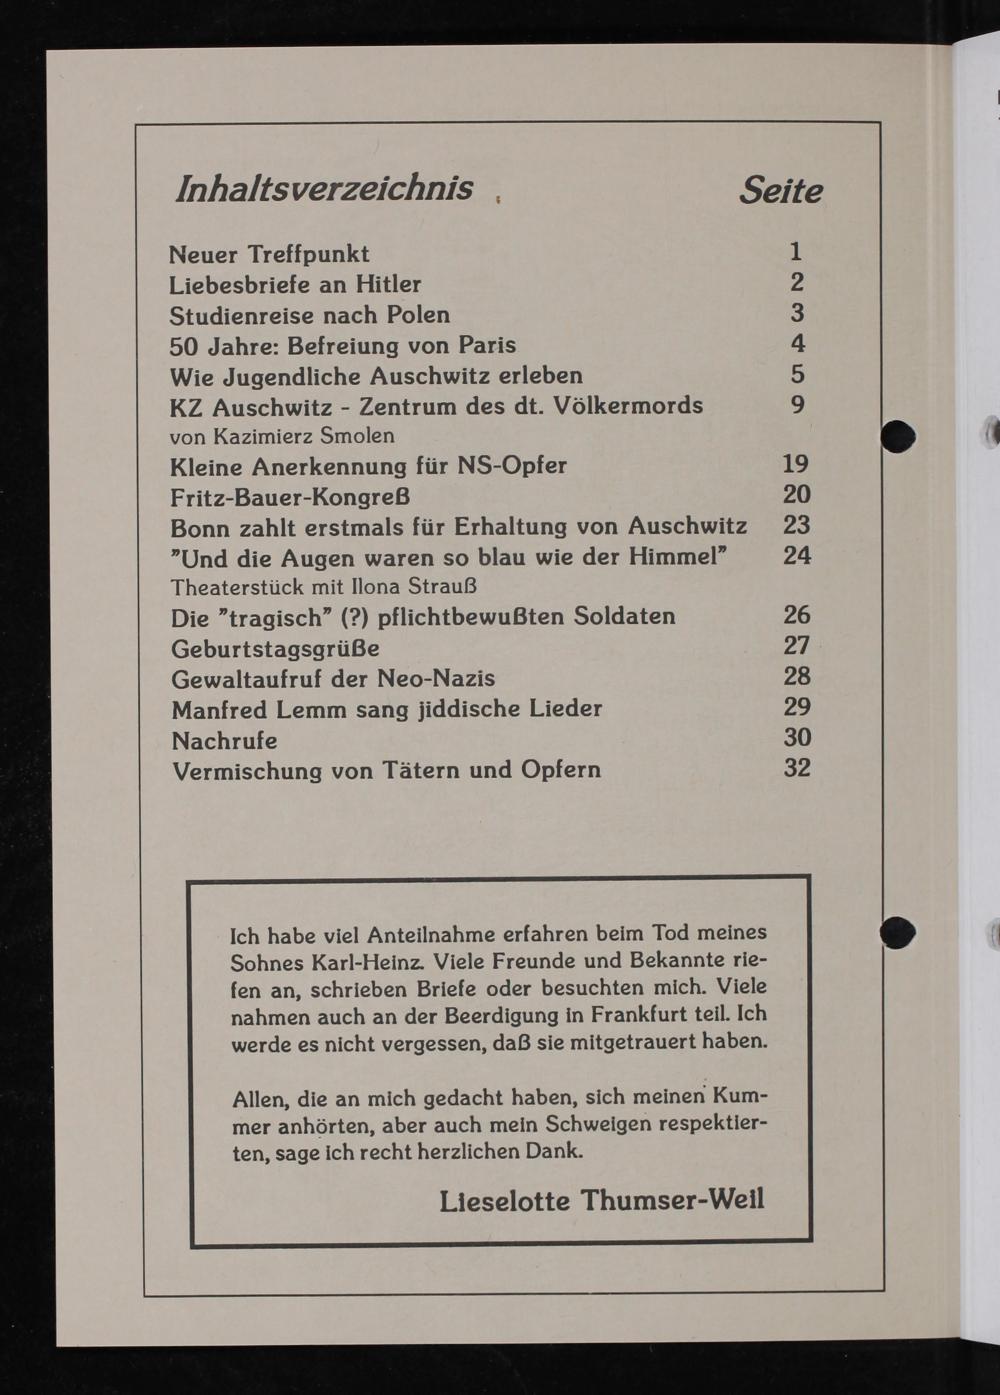 Inhaltsverzeichnis Seite
Neuer Treffpunkt 1
Liebesbriefe an Hitler 2
Studienreise nach Polen 3
50 Jahre: Befreiung von Paris 4
Wie Jugendliche Auschwitz erleben 5
KZ Auschwitz - Zentrum des dt. Völkermords 9
von Kazimierz Smolen
Kleine Anerkennung für NS-Opfer 19
Fritz-Bauer-Kongreß 20
Bonn zahlt erstmals für Erhaltung von Auschwitz 23
”Und die Augen waren so blau wie der Himmel” 24
Theaterstück mit Ilona Strauß
Die ”tragisch” (?) pflichtbewußten Soldaten 26
Geburtstagsgrüße 27
Gewaltaufruf der Neo-Nazis 28
Manfred Lemm sang jiddische Lieder 29
Nachrufe 30
Vermischung von Tätern und Opfern 32
Ich habe viel Anteilnahme erfahren beim Tod meines
Sohnes Karl-Heinz. Viele Freunde und Bekannte rie-
fen an, schrieben Briefe oder besuchten mich. Viele
nahmen auch an der Beerdigung in Frankfurt teil. Ich
werde es nicht vergessen, daß sie mitgetrauert haben.
Allen, die an mich gedacht haben, sich meinen Kum-
mer anhörten, aber auch mein Schweigen respektier-
ten, sage ich recht herzlichen Dank.
Lieselotte Thumser-Weil